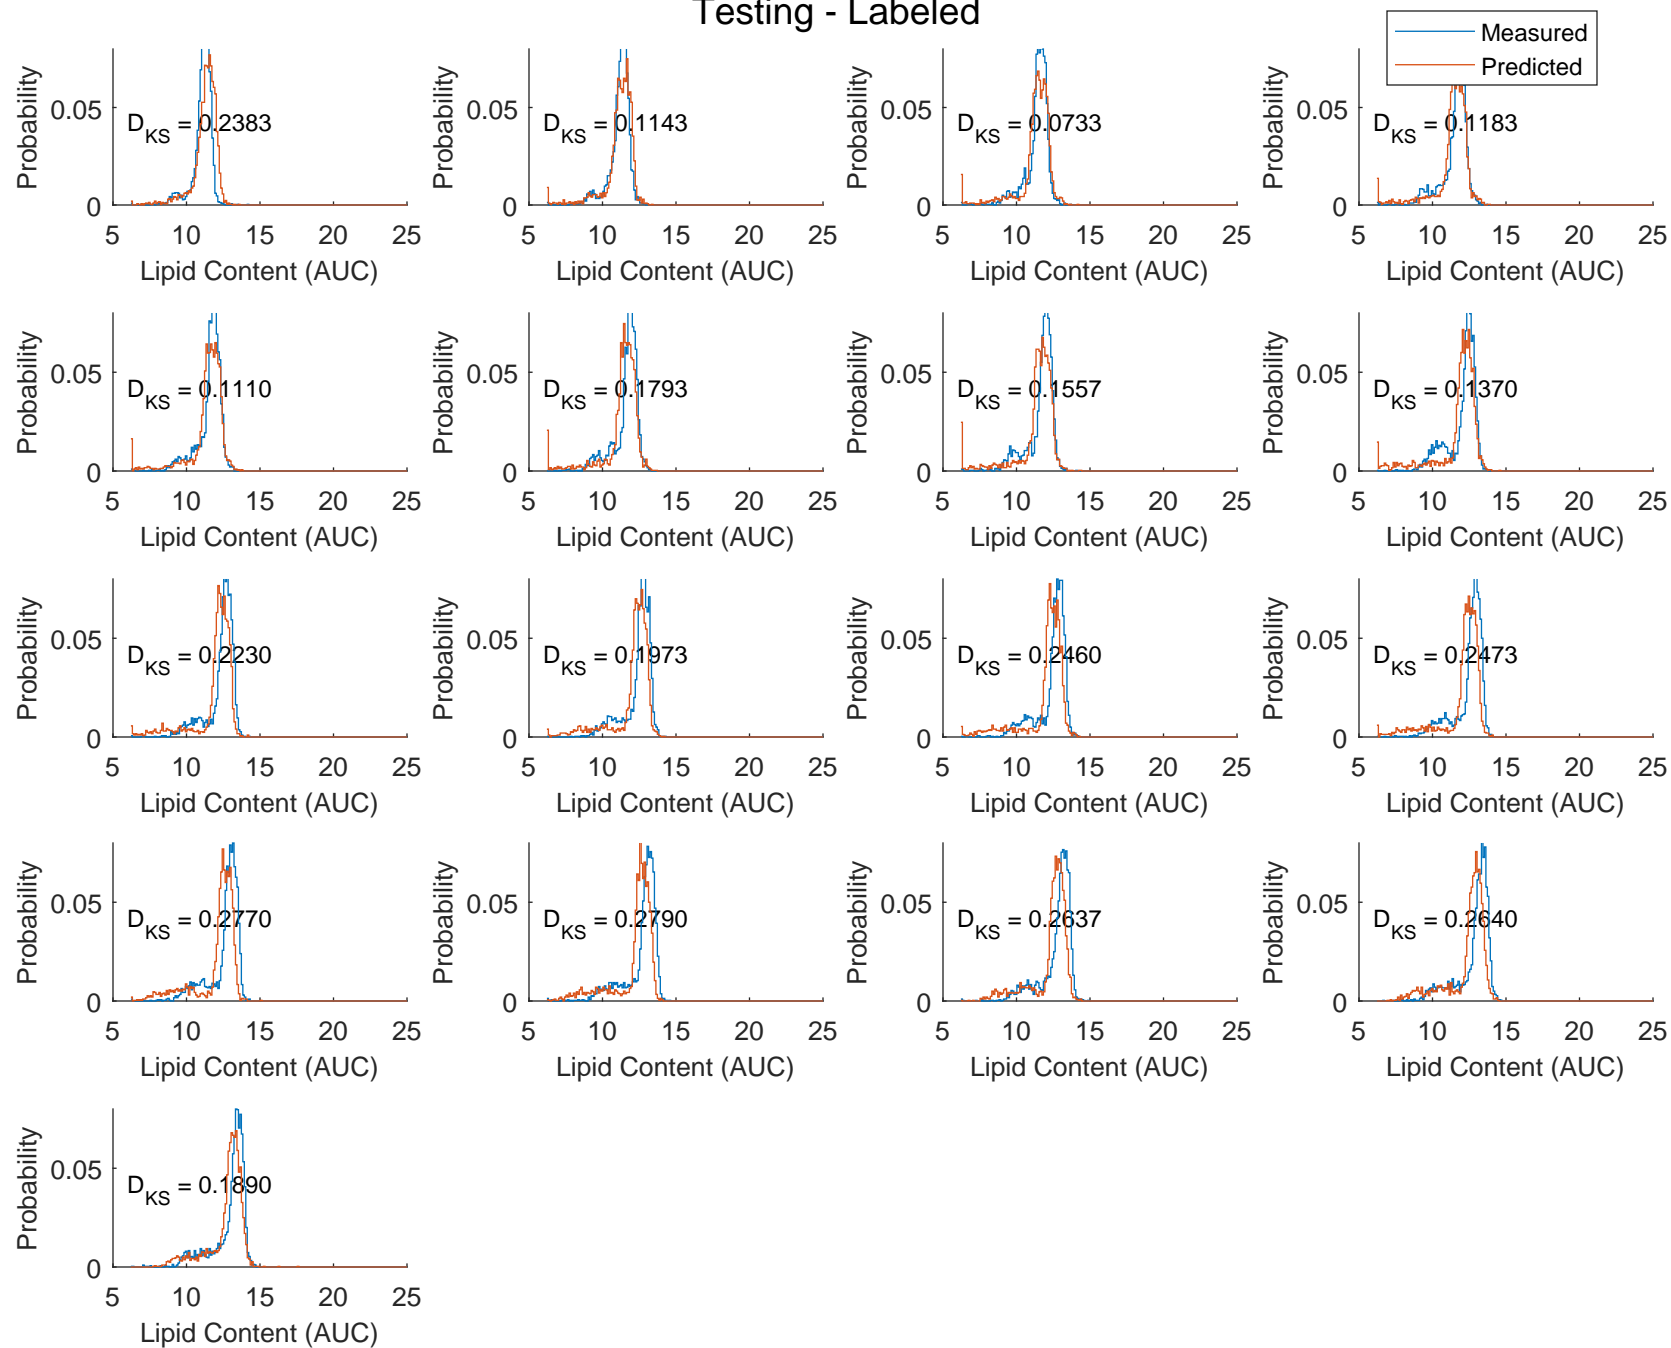 Testing - Labeled
Measured
Predicted
Probability
0.05
0
D_KS = 0.2383
5 10 15 20 25
Lipid Content (AUC)
Probability
0.05
0
D_KS = 0.1143
5 10 15 20 25
Lipid Content (AUC)
Probability
0.05
0
D_KS = 0.0733
5 10 15 20 25
Lipid Content (AUC)
Probability
0.05
0
D_KS = 0.1183
5 10 15 20 25
Lipid Content (AUC)
Probability
0.05
0
D_KS = 0.1110
5 10 15 20 25
Lipid Content (AUC)
Probability
0.05
0
D_KS = 0.1793
5 10 15 20 25
Lipid Content (AUC)
Probability
0.05
0
D_KS = 0.1557
5 10 15 20 25
Lipid Content (AUC)
Probability
0.05
0
D_KS = 0.1370
5 10 15 20 25
Lipid Content (AUC)
Probability
0.05
0
D_KS = 0.2230
5 10 15 20 25
Lipid Content (AUC)
Probability
0.05
0
D_KS = 0.1973
5 10 15 20 25
Lipid Content (AUC)
Probability
0.05
0
D_KS = 0.2460
5 10 15 20 25
Lipid Content (AUC)
Probability
0.05
0
D_KS = 0.2473
5 10 15 20 25
Lipid Content (AUC)
Probability
0.05
0
D_KS = 0.2770
5 10 15 20 25
Lipid Content (AUC)
Probability
0.05
0
D_KS = 0.2790
5 10 15 20 25
Lipid Content (AUC)
Probability
0.05
0
D_KS = 0.2637
5 10 15 20 25
Lipid Content (AUC)
Probability
0.05
0
D_KS = 0.2640
5 10 15 20 25
Lipid Content (AUC)
Probability
0.05
0
D_KS = 0.1890
5 10 15 20 25
Lipid Content (AUC)